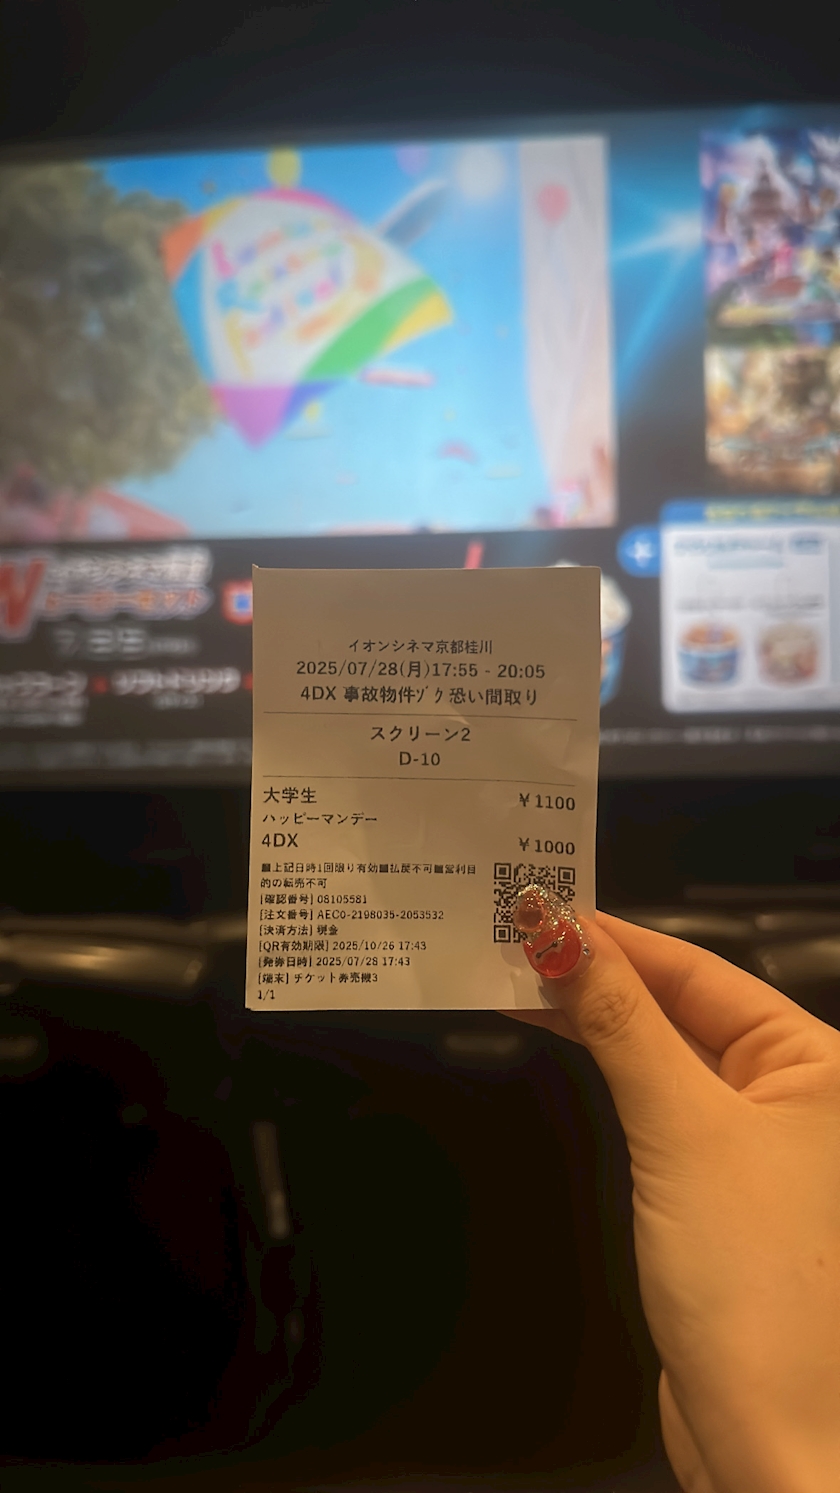 イオンシネマ京都桂川
2025/07/28(月)17:55 - 20:05
4DX 事故物件ｿﾞｸ 恐い間取り
スクリーン2
D-10
大学生 ¥1100
ハッピーマンデー
4DX ¥1000
■上記日時1回限り有効■払戻不可■営利目
的の転売不可
[確認番号] 08105581
[注文番号] AEC0-2198035-2053532
[決済方法] 現金
[QR有効期限] 2025/10/26 17:43
[発券日時] 2025/07/28 17:43
[端末] チケット券売機3
1/1